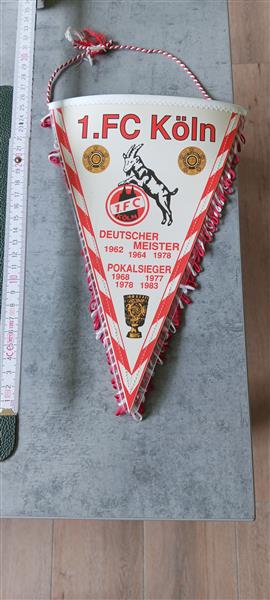 1.FC Köln
1.FC
KÖLN
DEUTSCHER
MEISTER
1962 1964 1978
POKALSIEGER
1968 1977
1978 1983